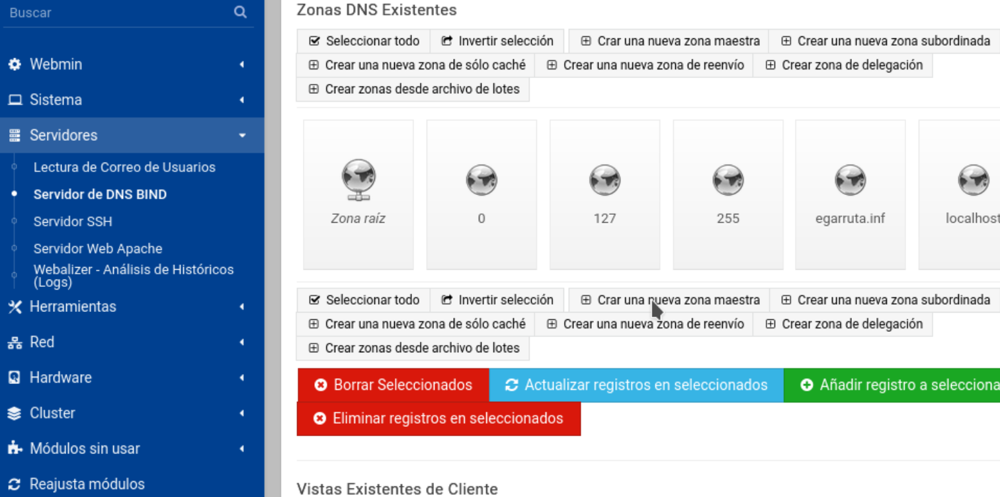 Buscar
Webmin
Sistema
Servidores
Lectura de Correo de Usuarios
Servidor de DNS BIND
Servidor SSH
Servidor Web Apache
Webalizer - Análisis de Históricos
(Logs)
Herramientas
Red
Hardware
Cluster
Módulos sin usar
Reajusta módulos
Zonas DNS Existentes
Seleccionar todo Invertir selección Crar una nueva zona maestra Crear una nueva zona subordinada
Crear una nueva zona de sólo caché Crear una nueva zona de reenvío Crear zona de delegación
Crear zonas desde archivo de lotes
Zona raíz 0 127 255 egarruta.inf localhost
Seleccionar todo Invertir selección Crar una nueva zona maestra Crear una nueva zona subordinada
Crear una nueva zona de sólo caché Crear una nueva zona de reenvío Crear zona de delegación
Crear zonas desde archivo de lotes
Borrar Seleccionados Actualizar registros en seleccionados Añadir registro a selecciona
Eliminar registros en seleccionados
Vistas Existentes de Cliente